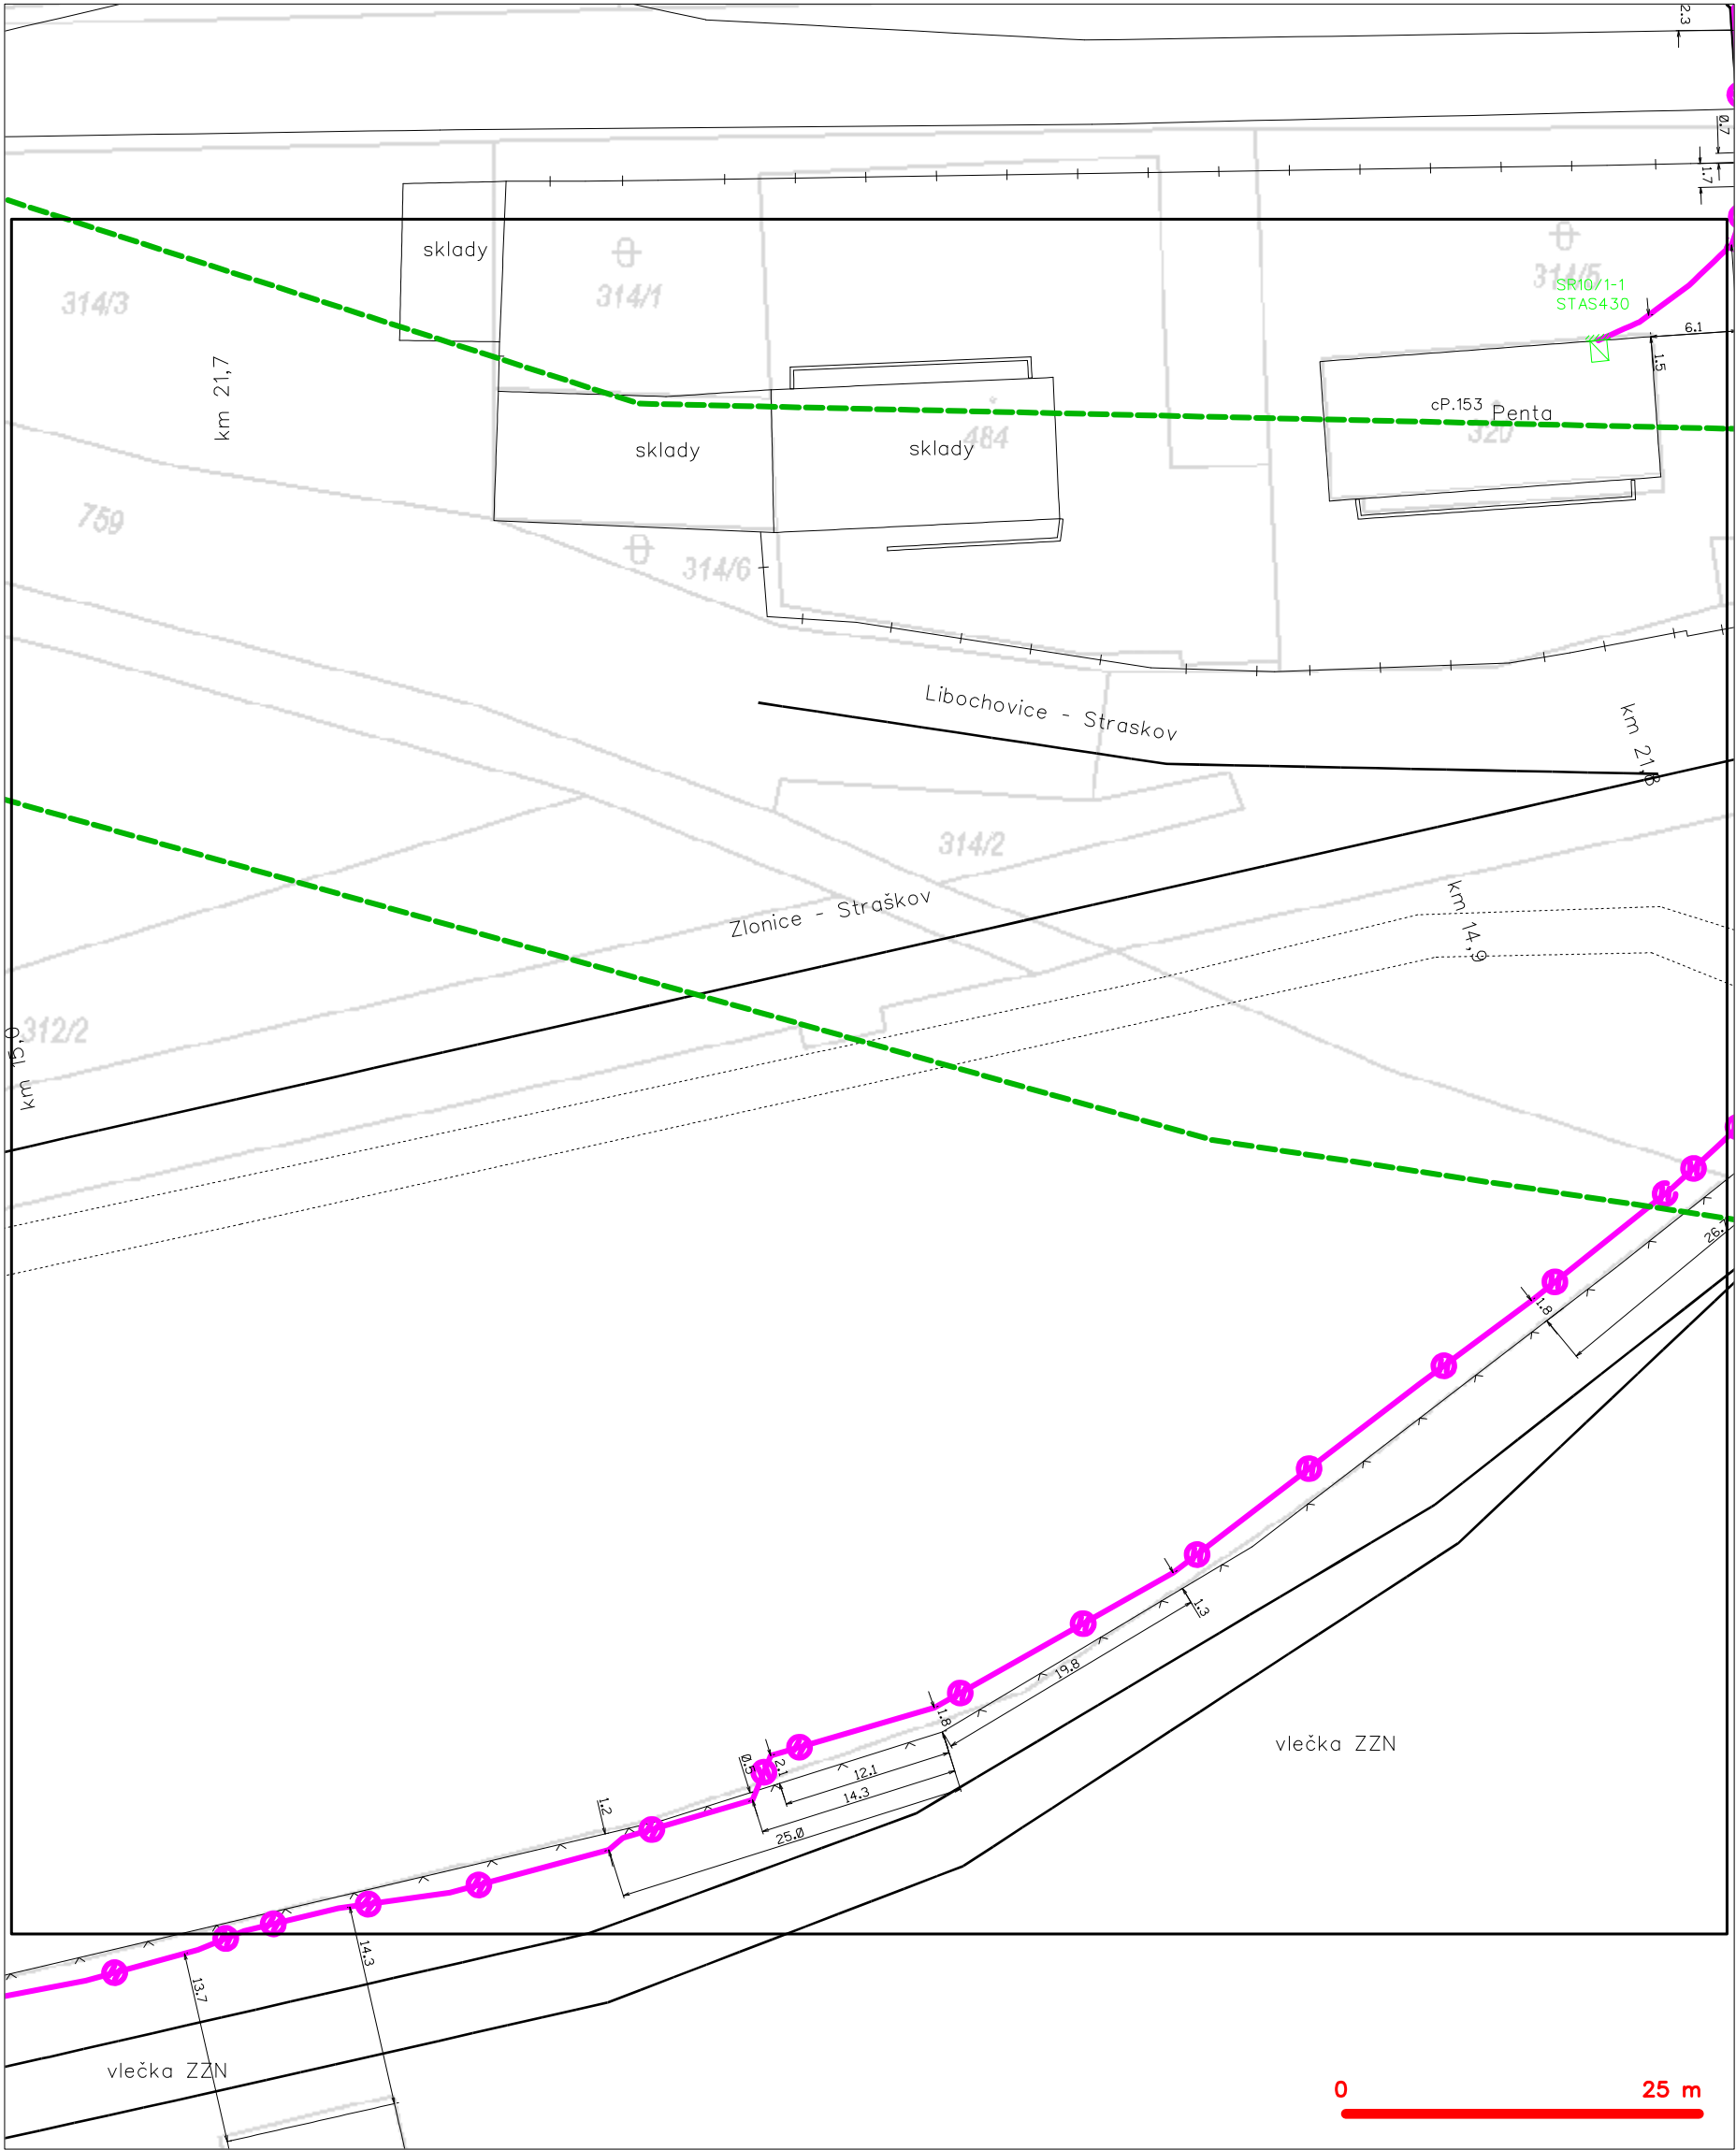 2.3
0.7
1.7
sklady
314/3
314/1
314/5
SR10/1-1
STAS430
6.1
1.5
km 21,7
cP.153 Penta
320
sklady
sklady
484
759
314/6
Libochovice - Straskov
km 21,8
314/2
Zlonice - Straškov
km 14,9
312/2
km 15,0
26.
1.8
1.3
19.8
1.8
vlečka ZZN
0.5
2.1
12.1
14.3
25.0
1.2
14.3
13.7
vlečka ZZN
0 25 m